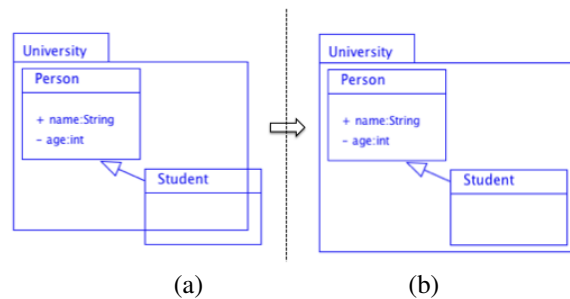 University
Person
+ name:String
- age:int
Student
(a)
University
Person
+ name:String
- age:int
Student
(b)